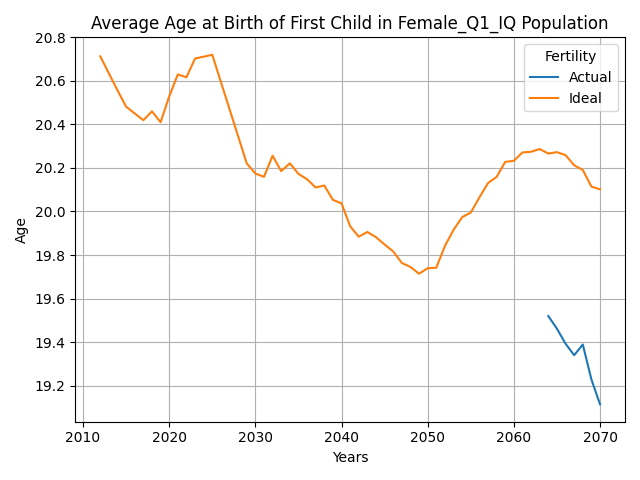 Average Age at Birth of First Child in Female_Q1_IQ Population
20.8
20.6
20.4
20.2
20.0
19.8
19.6
19.4
19.2
Age
Fertility
Actual
Ideal
2010 2020 2030 2040 2050 2060 2070
Years